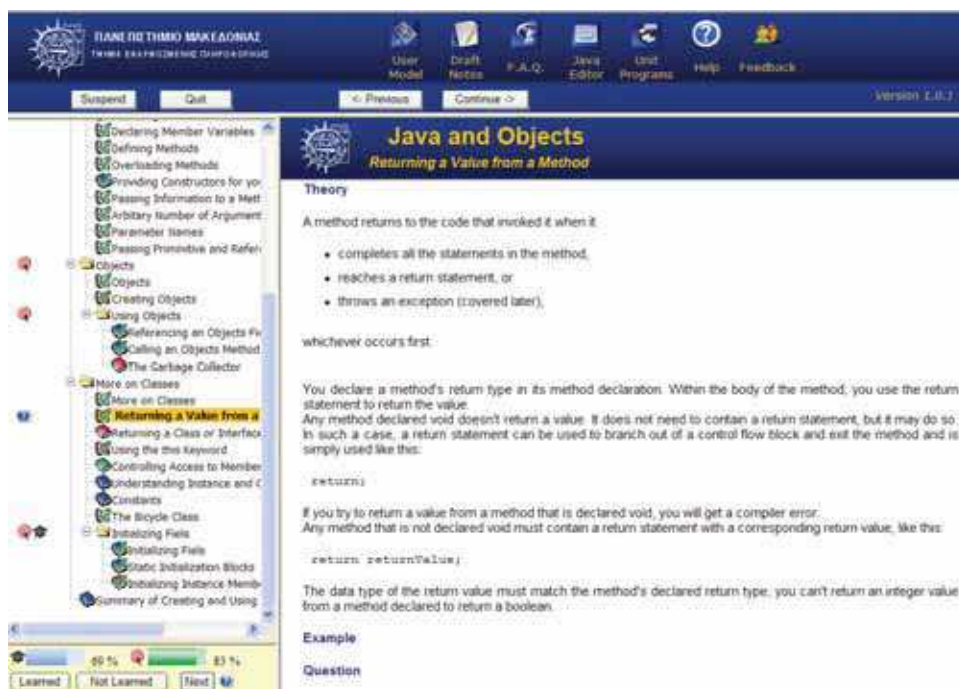 ΠΑΝΕΠΙΣΤΗΜΙΟ ΜΑΚΕΔΟΝΙΑΣ
ΤΜΗΜΑ ΕΦΑΡΜΟΣΜΕΝΗΣ ΠΛΗΡΟΦΟΡΙΚΗΣ
User Model
Draft Notes
F.A.Q.
Java Editor
Unit Programs
Help
Feedback
Suspend
Quit
<- Previous
Continue ->
Version 1.0.1
Declaring Member Variables
Defining Methods
Overloading Methods
Providing Constructors for you
Passing Information to a Meth
Arbitary Number of Argument
Parameter Names
Passing Primintive and Refere
Objects
Objects
Creating Objects
Using Objects
Referencing an Objects Fi
Calling an Objects Method
The Garbage Collector
More on Classes
More on Classes
Returning a Value from a
Returning a Class or Interface
Using the this Keyword
Controlling Access to Member
Understanding Instance and C
Constants
The Bicycle Class
Initializing Fiels
Initializing Fiels
Static Initialization Blocks
Initializing Instance Membe
Summary of Creating and Using
69 %
83 %
Learned
Not Learned
Next
Java and Objects
Returning a Value from a Method
Theory
A method returns to the code that invoked it when it
• completes all the statements in the method,
• reaches a return statement, or
• throws an exception (covered later),
whichever occurs first.
You declare a method's return type in its method declaration. Within the body of the method, you use the return
statement to return the value.
Any method declared void doesn't return a value. It does not need to contain a return statement, but it may do so.
In such a case, a return statement can be used to branch out of a control flow block and exit the method and is
simply used like this:
return;
If you try to return a value from a method that is declared void, you will get a compiler error.
Any method that is not declared void must contain a return statement with a corresponding return value, like this:
return returnValue;
The data type of the return value must match the method's declared return type, you can't return an integer value
from a method declared to return a boolean.
Example
Question